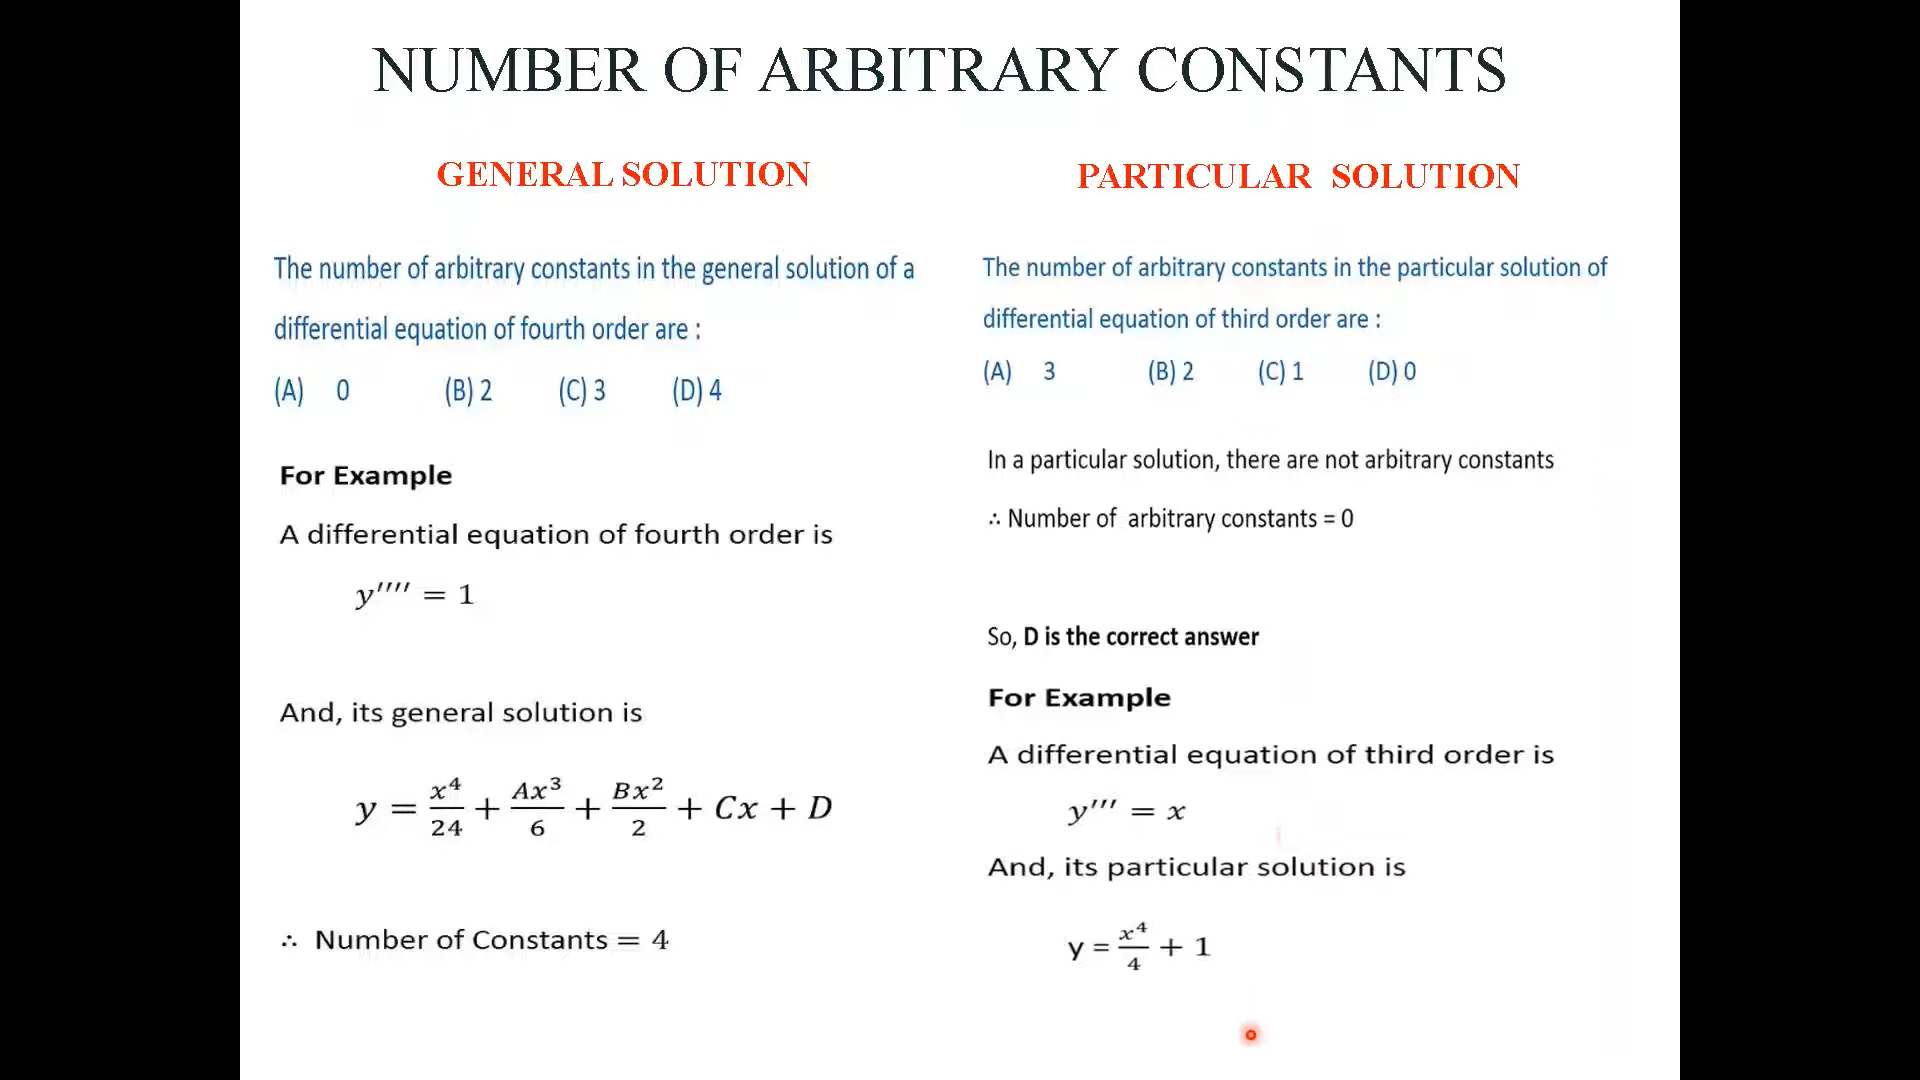 NUMBER OF ARBITRARY CONSTANTS
GENERAL SOLUTION
The number of arbitrary constants in the general solution of a
differential equation of fourth order are :
(A) 0 (B) 2 (C) 3 (D) 4
For Example
A differential equation of fourth order is
y'''' = 1
And, its general solution is
y = x⁴/24 + Ax³/6 + Bx²/2 + Cx + D
∴ Number of Constants = 4
PARTICULAR SOLUTION
The number of arbitrary constants in the particular solution of
differential equation of third order are :
(A) 3 (B) 2 (C) 1 (D) 0
In a particular solution, there are not arbitrary constants
∴ Number of arbitrary constants = 0
So, D is the correct answer
For Example
A differential equation of third order is
y''' = x
And, its particular solution is
y = x⁴/4 + 1